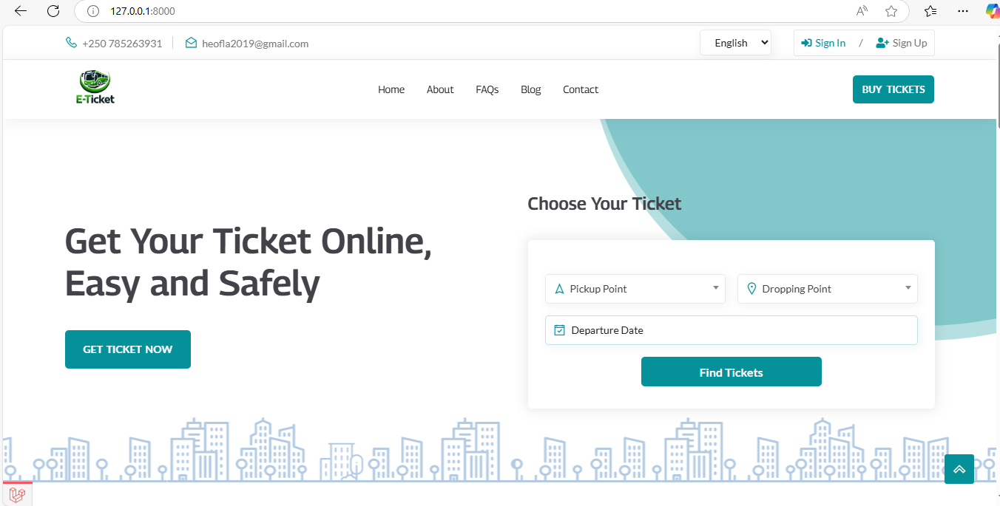 127.0.0.1:8000
+250 785263931
heofla2019@gmail.com
English
Sign In / Sign Up
E-Ticket
Home About FAQs Blog Contact
BUY TICKETS
Choose Your Ticket
Get Your Ticket Online,
Easy and Safely
GET TICKET NOW
Pickup Point
Dropping Point
Departure Date
Find Tickets